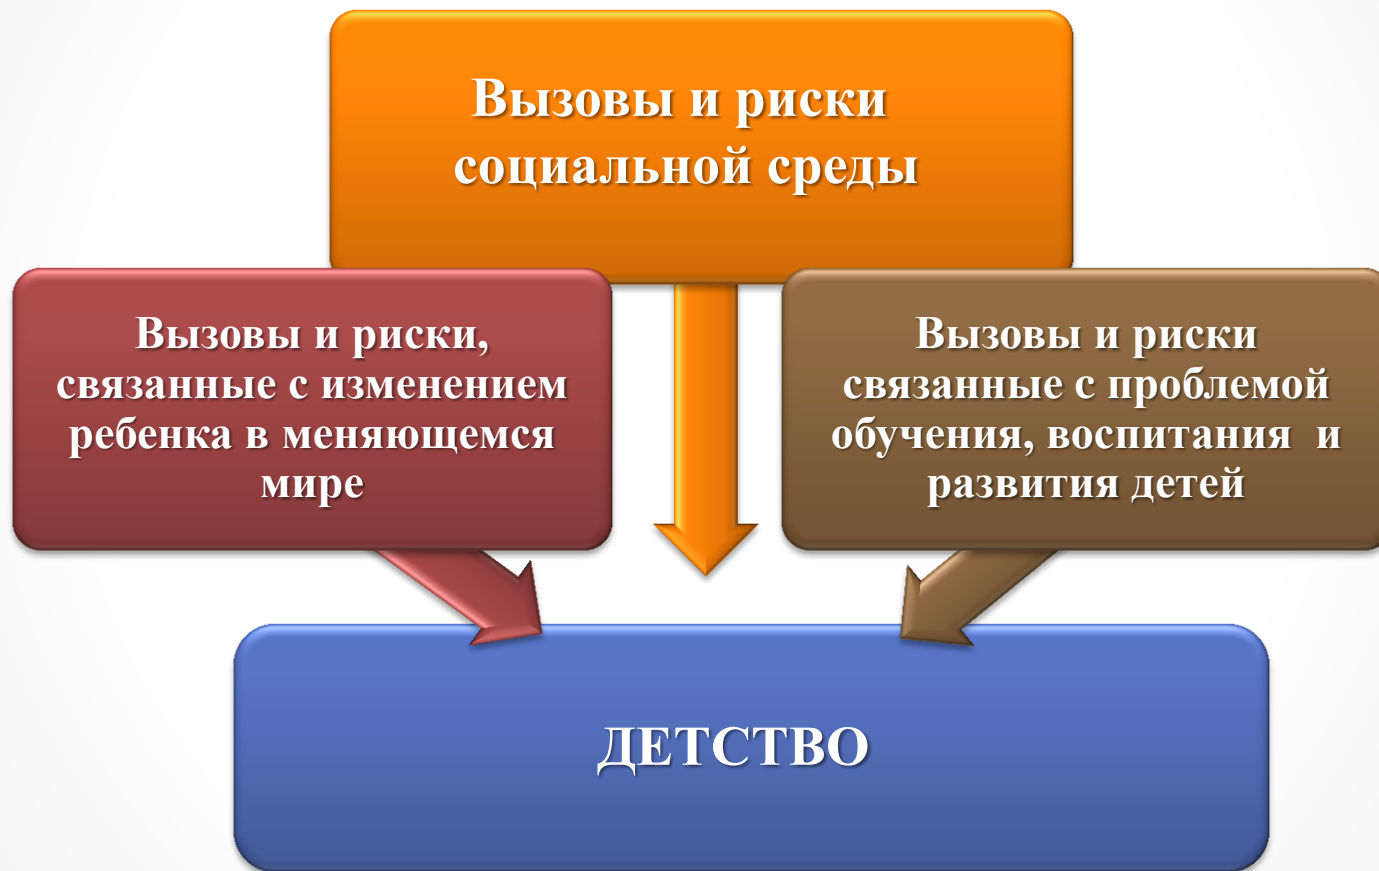 Вызовы и риски
социальной среды
Вызовы и риски,
связанные с изменением
ребенка в меняющемся
мире
Вызовы и риски
связанные с проблемой
обучения, воспитания  и
развития детей
ДЕТСТВО